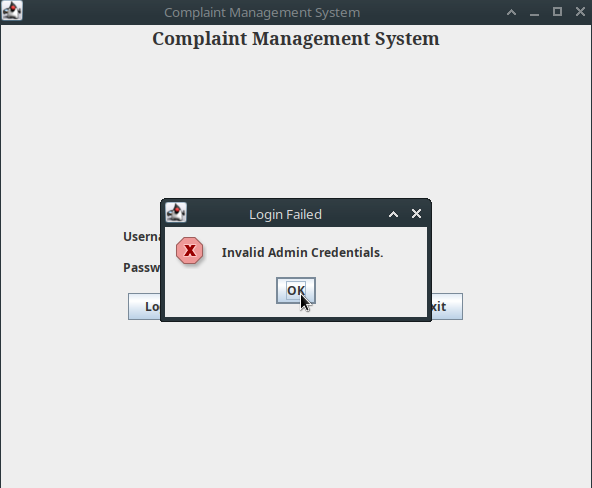 Complaint Management System
Complaint Management System
Login Failed
Invalid Admin Credentials.
OK